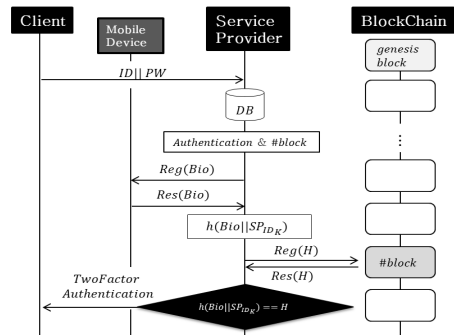 Client
Mobile
Device
Service
Provider
BlockChain
genesis
block
ID|| PW
DB
Authentication & #block
⋮
Reg(Bio)
Res(Bio)
h(Bio||SP_{ID_K})
Reg(H)
#block
Res(H)
TwoFactor
Authentication
h(Bio||SP_{ID_K}) == H